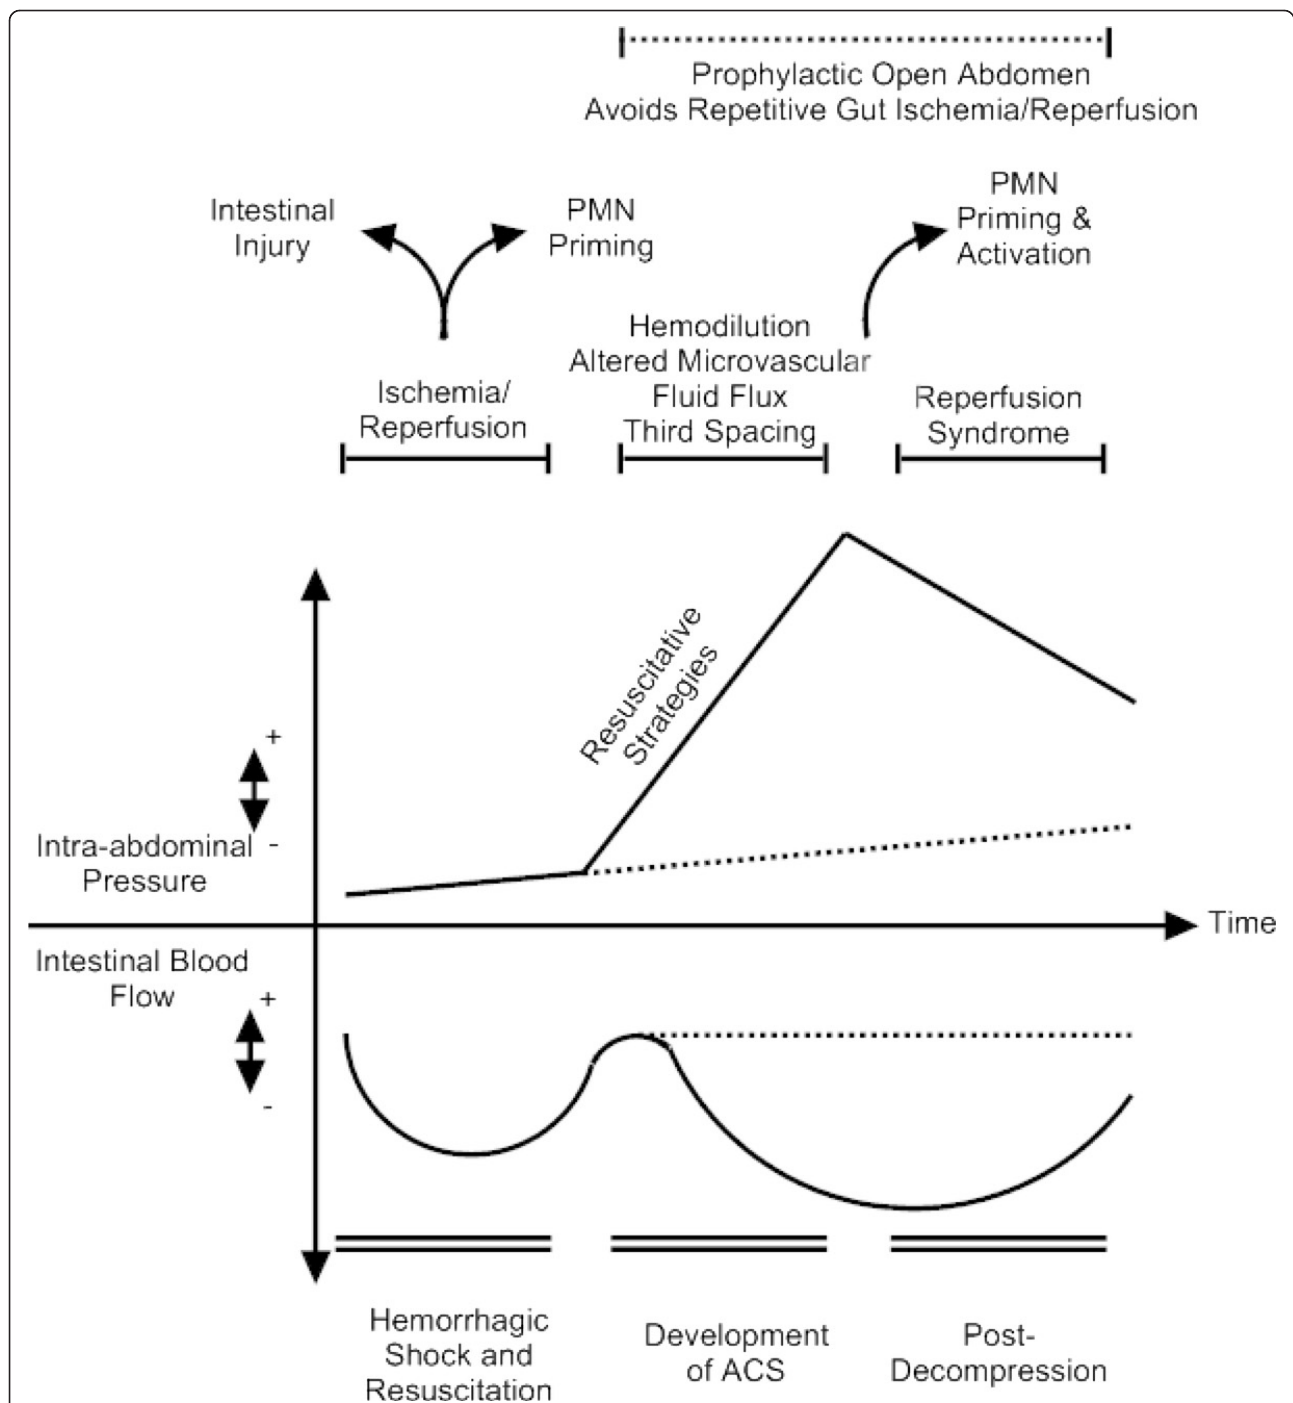 Prophylactic Open Abdomen
Avoids Repetitive Gut Ischemia/Reperfusion
Intestinal
Injury
PMN
Priming
PMN
Priming &
Activation
Ischemia/
Reperfusion
Hemodilution
Altered Microvascular
Fluid Flux
Third Spacing
Reperfusion
Syndrome
Resuscitative
Strategies
+
-
Intra-abdominal
Pressure
Time
Intestinal Blood
Flow
+
-
Hemorrhagic
Shock and
Resuscitation
Development
of ACS
Post-
Decompression